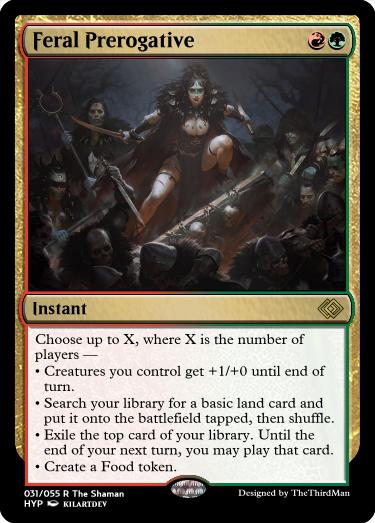 Feral Prerogative
Instant
Choose up to X, where X is the number of
players —
• Creatures you control get +1/+0 until end of
turn.
• Search your library for a basic land card and
put it onto the battlefield tapped, then shuffle.
• Exile the top card of your library. Until the
end of your next turn, you may play that card.
• Create a Food token.
031/055 R The Shaman
HYP KILARTDEV
Designed by TheThirdMan